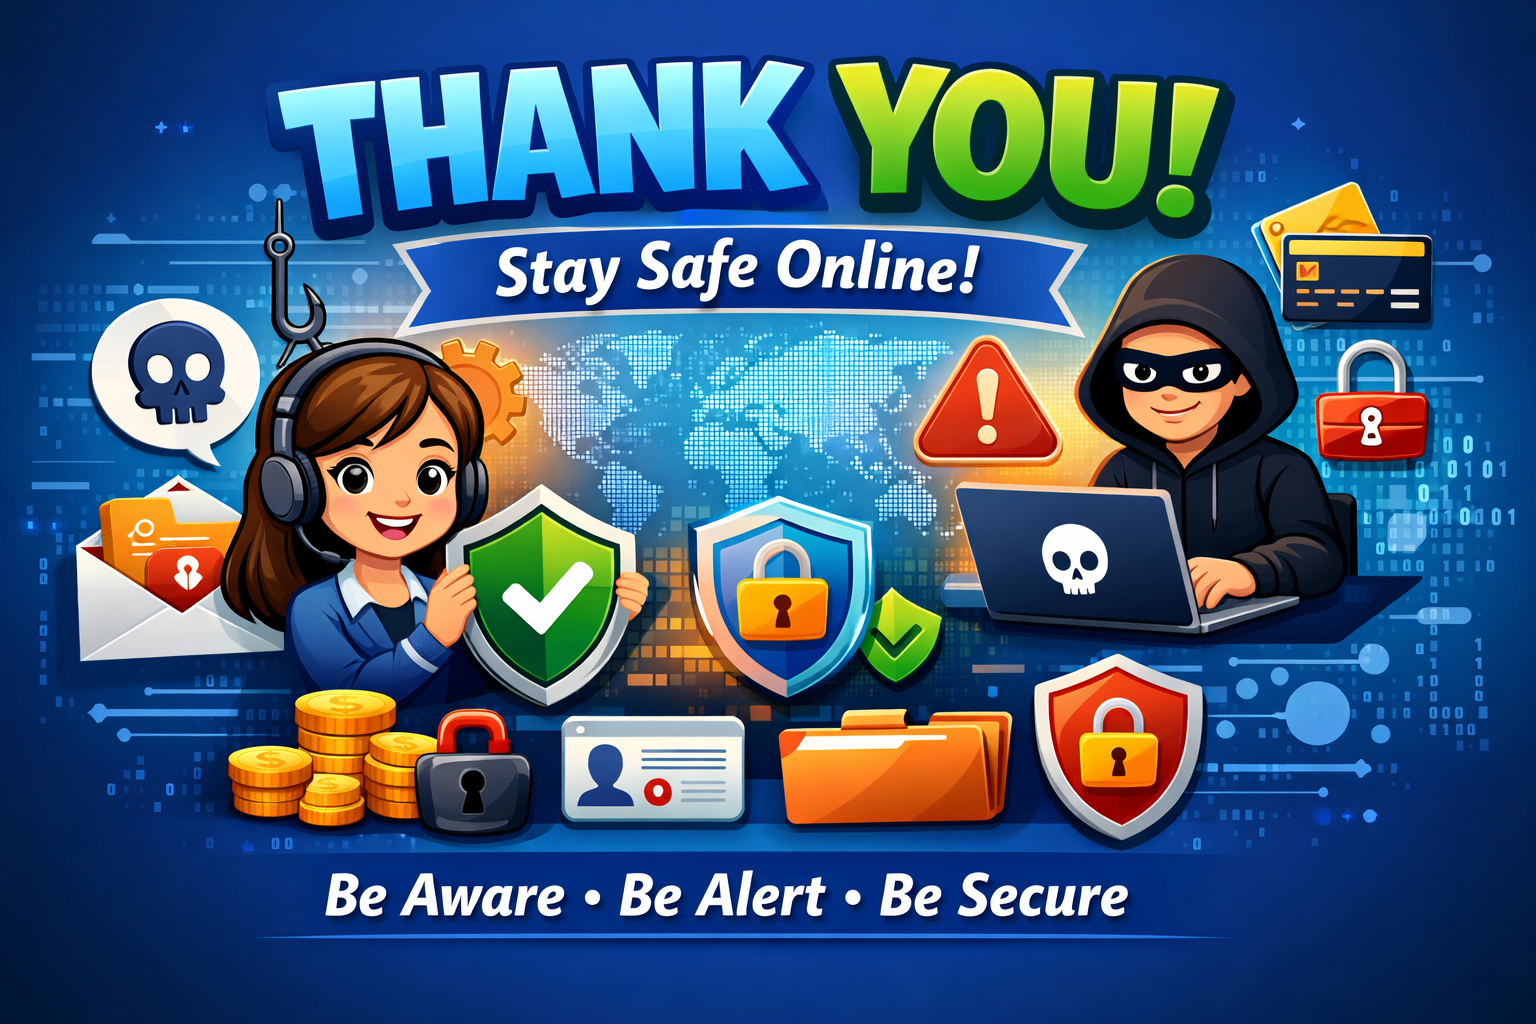 THANK YOU!
Stay Safe Online!
Be Aware • Be Alert • Be Secure